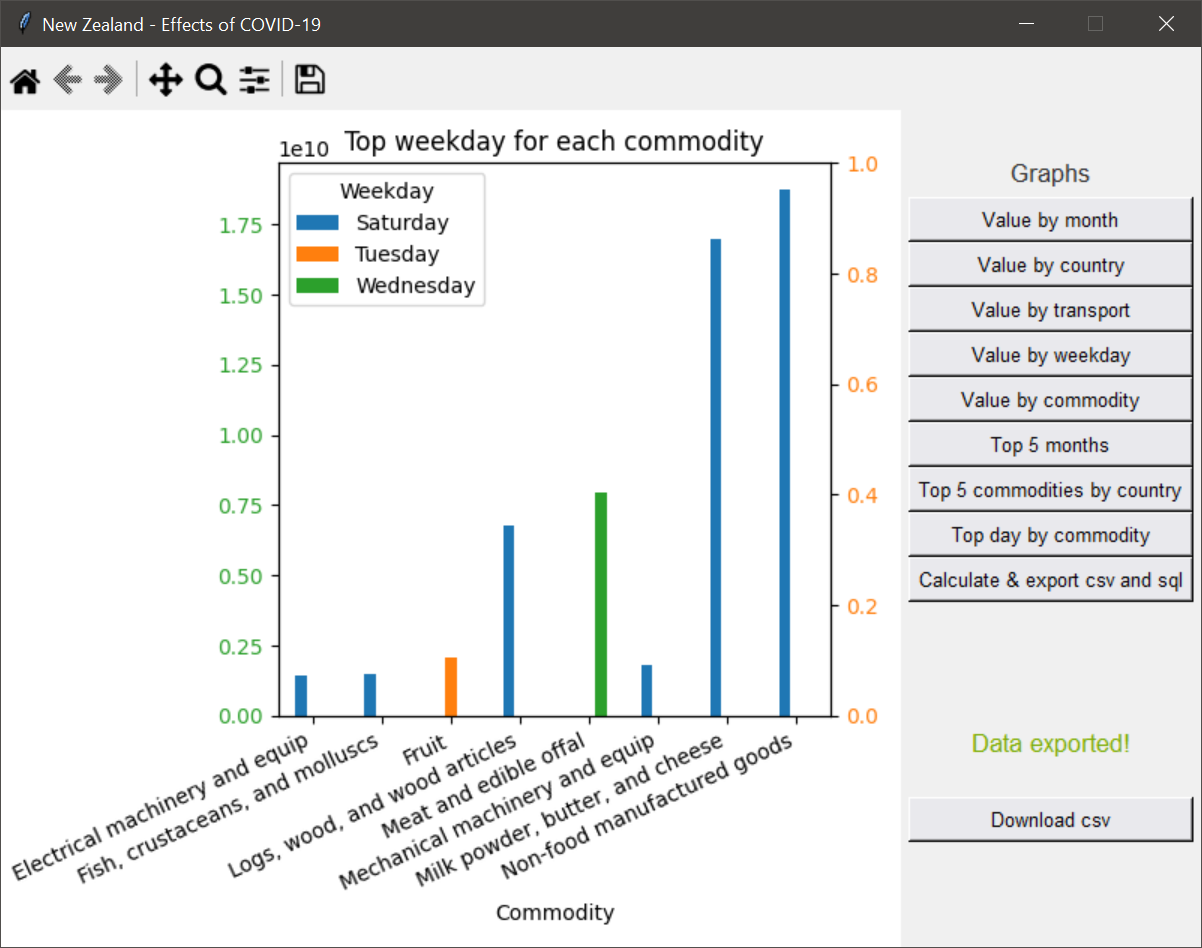 New Zealand - Effects of COVID-19
1e10
Top weekday for each commodity
Weekday
Saturday
Tuesday
Wednesday
1.75
1.50
1.25
1.00
0.75
0.50
0.25
0.00
1.0
0.8
0.6
0.4
0.2
0.0
Electrical machinery and equip
Fish, crustaceans, and molluscs
Fruit
Logs, wood, and wood articles
Meat and edible offal
Mechanical machinery and equip
Milk powder, butter, and cheese
Non-food manufactured goods
Commodity
Graphs
Value by month
Value by country
Value by transport
Value by weekday
Value by commodity
Top 5 months
Top 5 commodities by country
Top day by commodity
Calculate & export csv and sql
Data exported!
Download csv